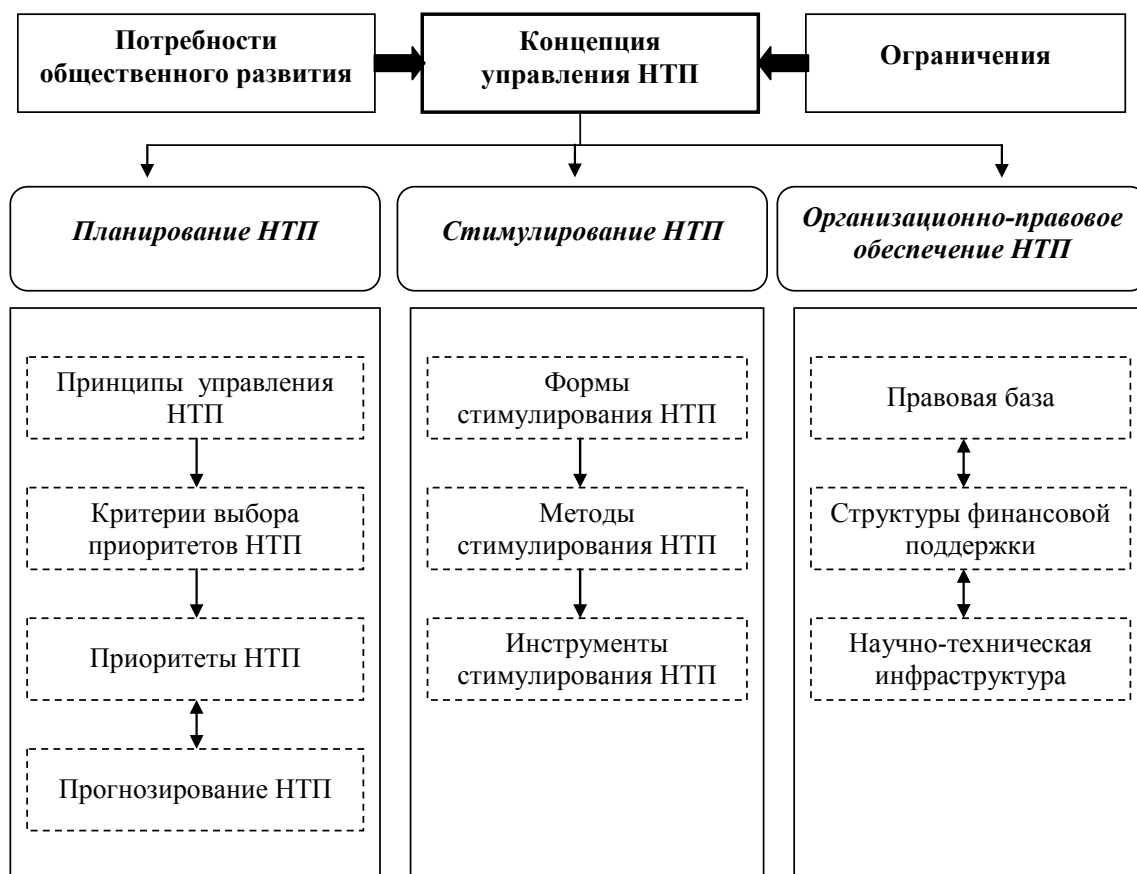 Потребности
общественного развития
Концепция
управления НТП
Ограничения
Планирование НТП
Стимулирование НТП
Организационно-правовое
обеспечение НТП
Принципы управления
НТП
Критерии выбора
приоритетов НТП
Приоритеты НТП
Прогнозирование НТП
Формы
стимулирования НТП
Методы
стимулирования НТП
Инструменты
стимулирования НТП
Правовая база
Структуры финансовой
поддержки
Научно-техническая
инфраструктура